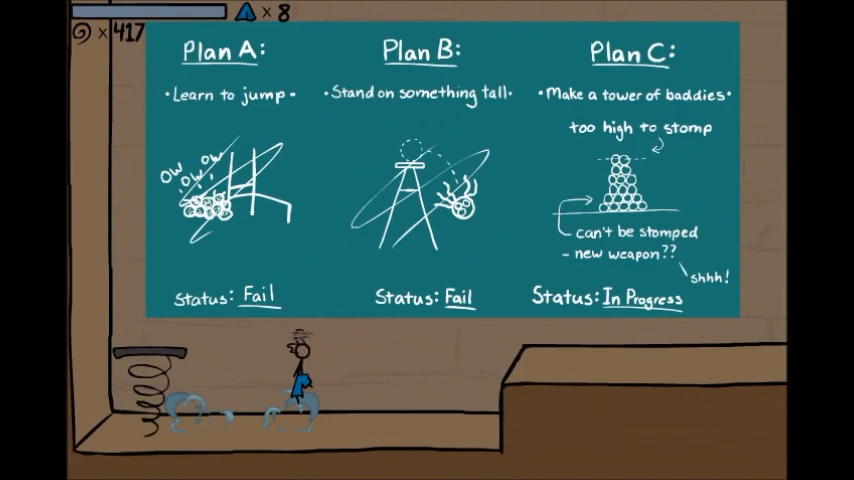 × 8
× 417
Plan A:
• Learn to jump •
OW OW OW
Status: Fail
Plan B:
• Stand on something tall •
Status: Fail
Plan C:
• Make a tower of baddies •
too high to stomp
can't be stomped
- new weapon??
shhh!
Status: In Progress